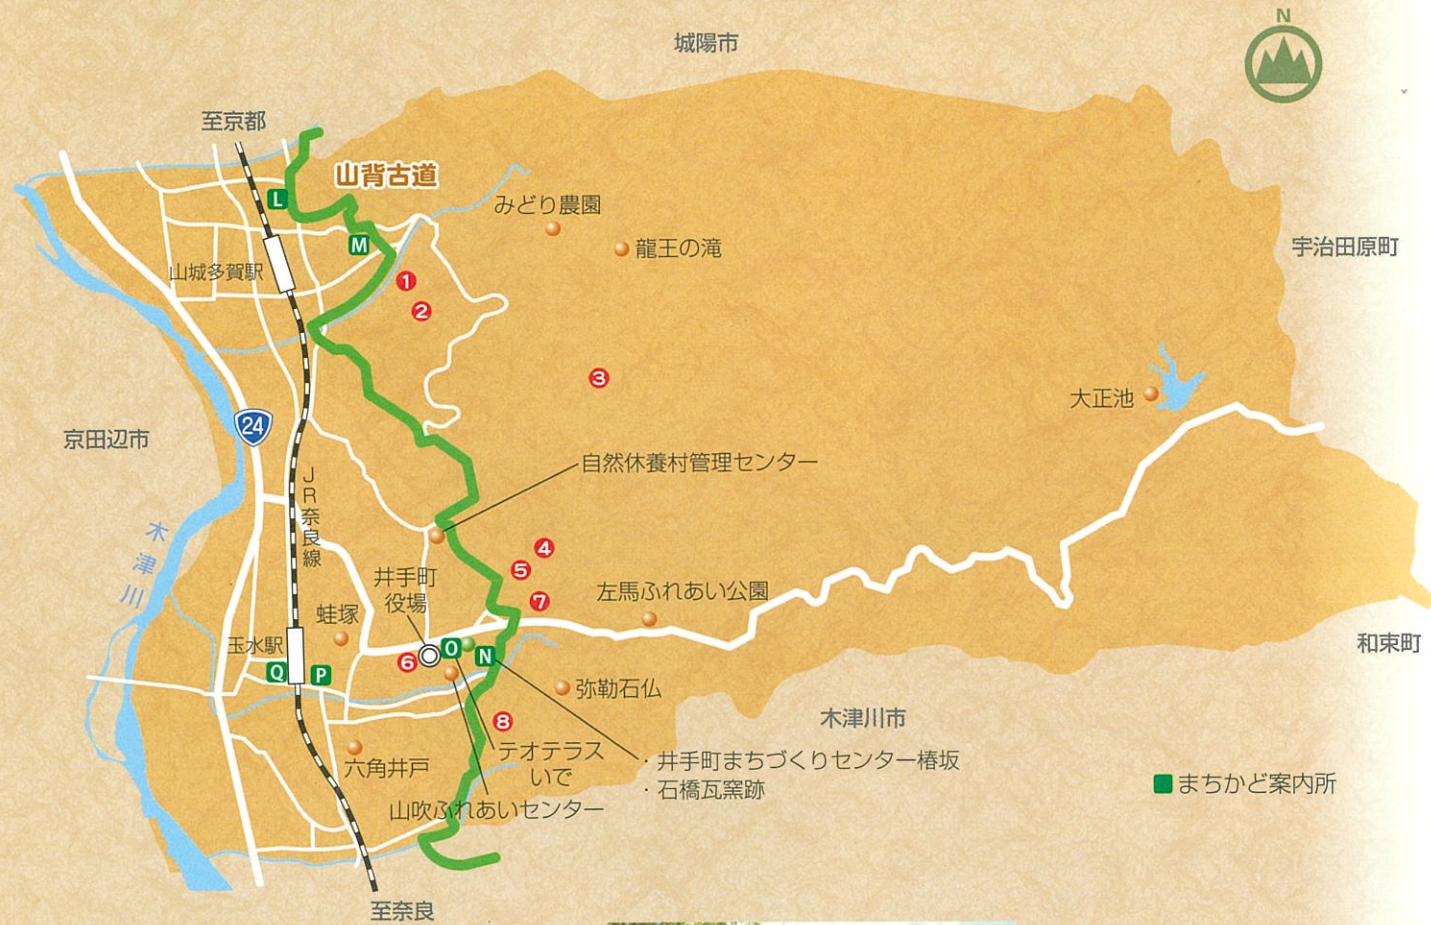 N
城陽市
至京都
山背古道
L
みどり農園
M
龍王の滝
宇治田原町
山城多賀駅
1
2
3
大正池
24
京田辺市
自然休養村管理センター
JR奈良線
木津川
4
5
井手町
役場
左馬ふれあい公園
7
蛙塚
玉水駅
O
N
6
和束町
Q
P
弥勒石仏
8
木津川市
テオテラス
いで
・井手町まちづくりセンター椿坂
・石橋瓦窯跡
六角井戸
山吹ふれあいセンター
まちかど案内所
至奈良